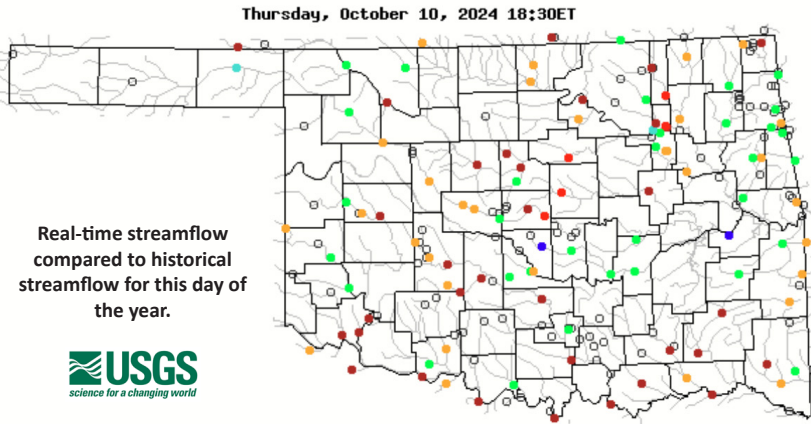 Thursday, October 10, 2024 18:30ET
Real-time streamflow
compared to historical
streamflow for this day of
the year.
USGS
science for a changing world